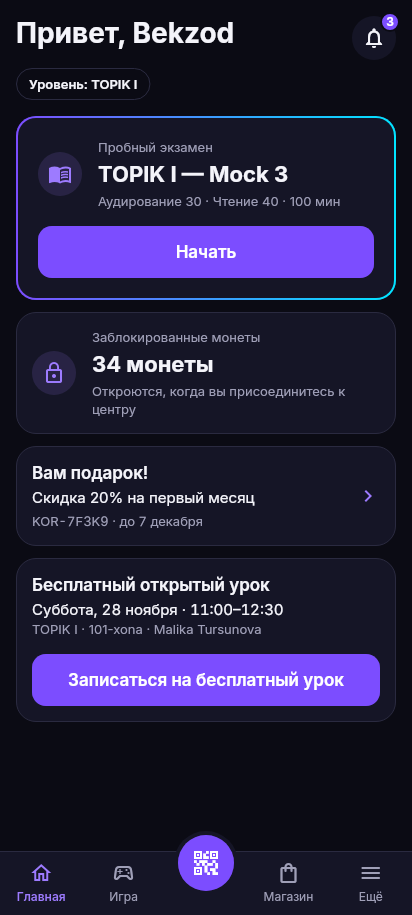 Привет, Bekzod
3
Уровень: TOPIK I
Пробный экзамен
TOPIK I — Mock 3
Аудирование 30 · Чтение 40 · 100 мин
Начать
Заблокированные монеты
34 монеты
Откроются, когда вы присоединитесь к
центру
Вам подарок!
Скидка 20% на первый месяц
KOR-7F3K9 · до 7 декабря
Бесплатный открытый урок
Суббота, 28 ноября · 11:00–12:30
TOPIK I · 101-xona · Malika Tursunova
Записаться на бесплатный урок
Главная
Игра
Магазин
Ещё